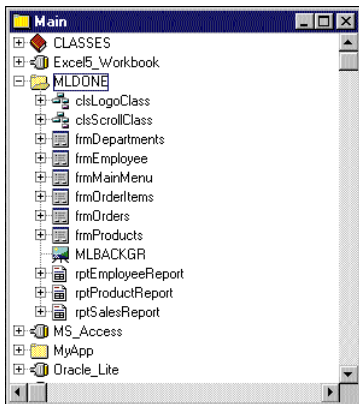 Main
CLASSES
Excel5_Workbook
MLDONE
clsLogoClass
clsScrollClass
frmDepartments
frmEmployee
frmMainMenu
frmOrderItems
frmOrders
frmProducts
MLBACKGR
rptEmployeeReport
rptProductReport
rptSalesReport
MS_Access
MyApp
Oracle_Lite